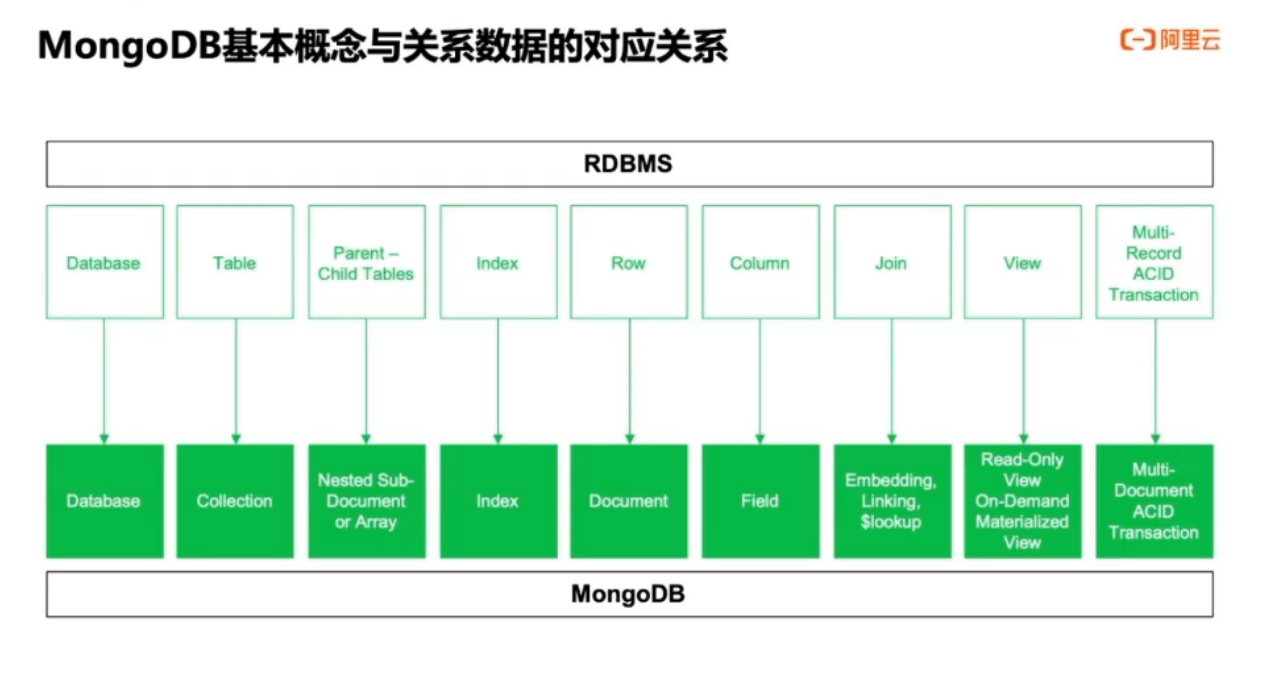 MongoDB基本概念与关系数据的对应关系
阿里云
RDBMS
Database
Table
Parent –
Child Tables
Index
Row
Column
Join
View
Multi-
Record
ACID
Transaction
Database
Collection
Nested Sub-
Document
or Array
Index
Document
Field
Embedding,
Linking,
$lookup
Read-Only
View
On-Demand
Materialized
View
Multi-
Document
ACID
Transaction
MongoDB